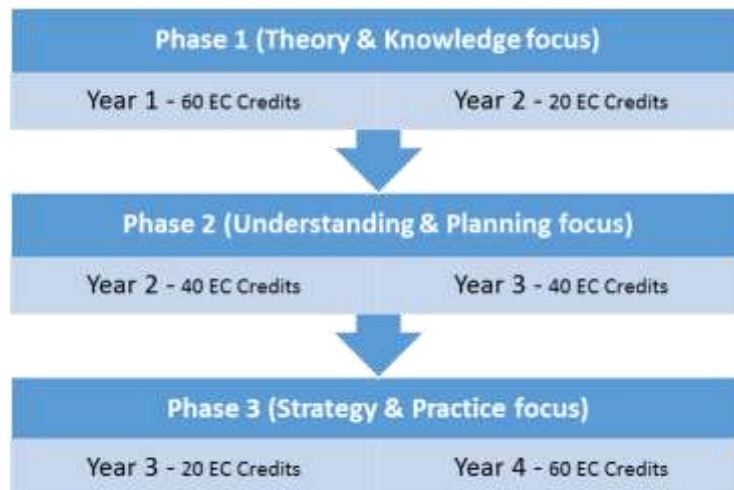 Phase 1 (Theory & Knowledge focus)
Year 1 - 60 EC Credits
Year 2 - 20 EC Credits
Phase 2 (Understanding & Planning focus)
Year 2 - 40 EC Credits
Year 3 - 40 EC Credits
Phase 3 (Strategy & Practice focus)
Year 3 - 20 EC Credits
Year 4 - 60 EC Credits